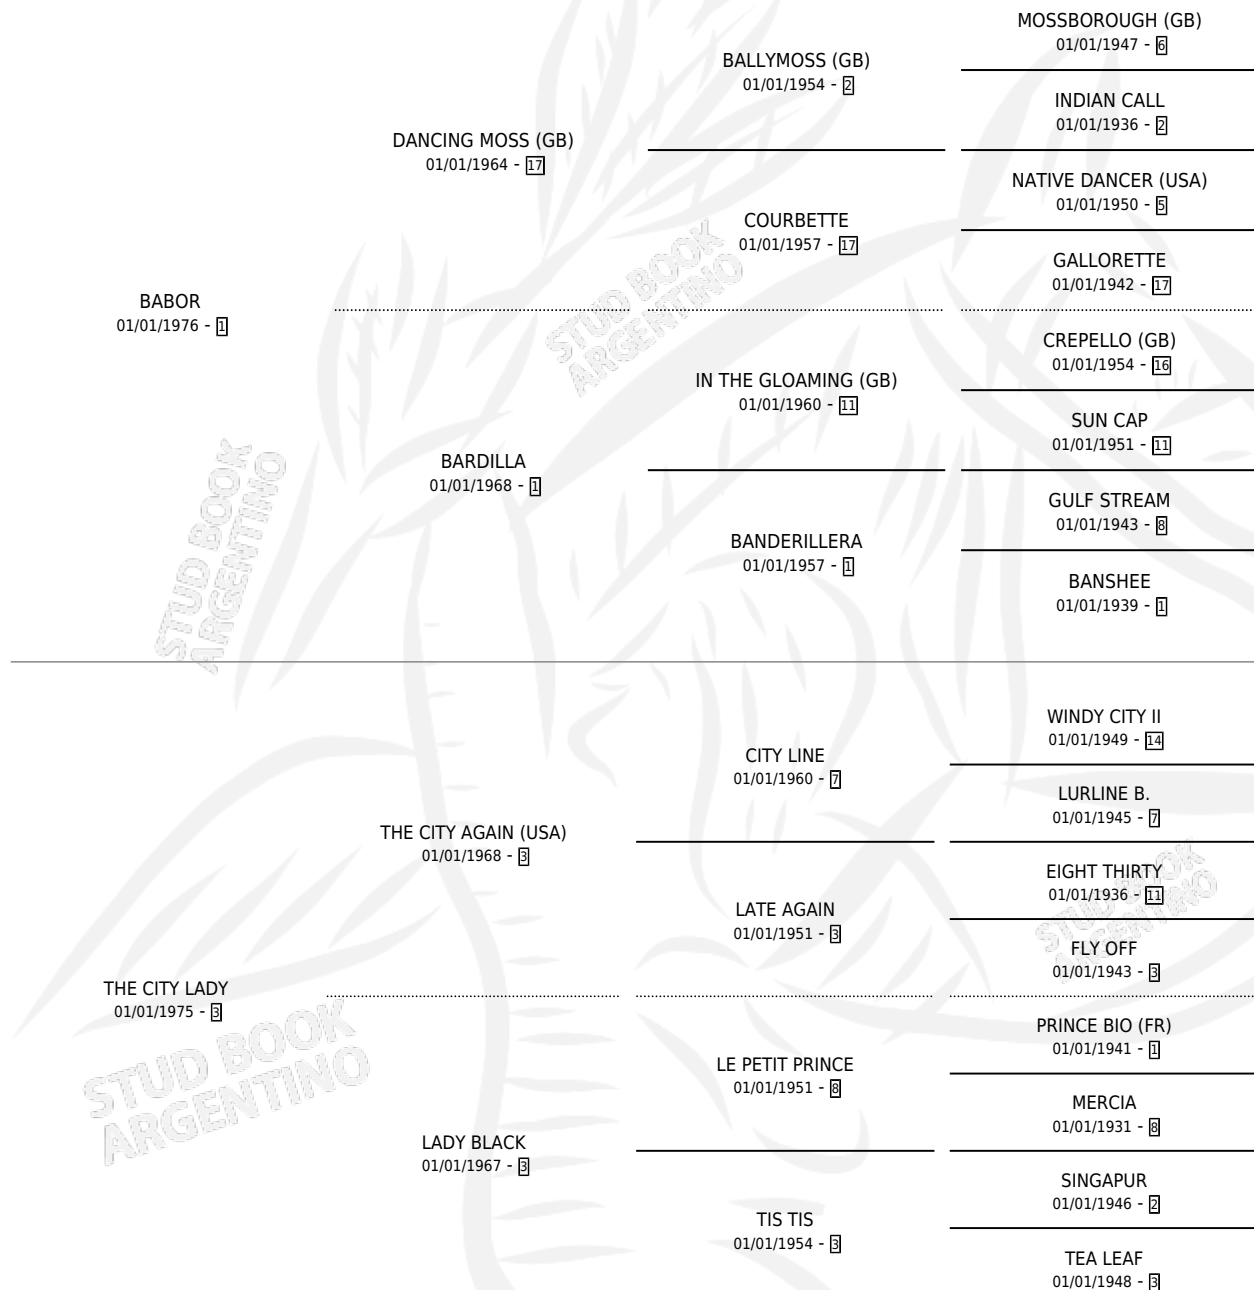 MOSSBOROUGH (GB)
01/01/1947 - 6
BALLYMOSS (GB)
01/01/1954 - 2
INDIAN CALL
01/01/1936 - 2
DANCING MOSS (GB)
01/01/1964 - 17
NATIVE DANCER (USA)
01/01/1950 - 5
COURBETTE
01/01/1957 - 17
GALLORETTE
01/01/1942 - 17
BABOR
01/01/1976 - 1
STUD BOOK
ARGENTINO
CREPELLO (GB)
01/01/1954 - 16
IN THE GLOAMING (GB)
01/01/1960 - 11
SUN CAP
01/01/1951 - 11
BARDILLA
01/01/1968 - 1
GULF STREAM
01/01/1943 - 8
BANDERILLERA
01/01/1957 - 1
BANSHEE
01/01/1939 - 1
STUD BOOK
ARGENTINO
WINDY CITY II
01/01/1949 - 14
CITY LINE
01/01/1960 - 7
LURLINE B.
01/01/1945 - 7
THE CITY AGAIN (USA)
01/01/1968 - 3
EIGHT THIRTY
01/01/1936 - 11
LATE AGAIN
01/01/1951 - 3
FLY OFF
01/01/1943 - 3
STUD BOOK
ARGENTINO
THE CITY LADY
01/01/1975 - 3
PRINCE BIO (FR)
01/01/1941 - 1
LE PETIT PRINCE
01/01/1951 - 8
MERCIA
01/01/1931 - 8
STUD BOOK
ARGENTINO
LADY BLACK
01/01/1967 - 3
SINGAPUR
01/01/1946 - 2
TIS TIS
01/01/1954 - 3
TEA LEAF
01/01/1948 - 3